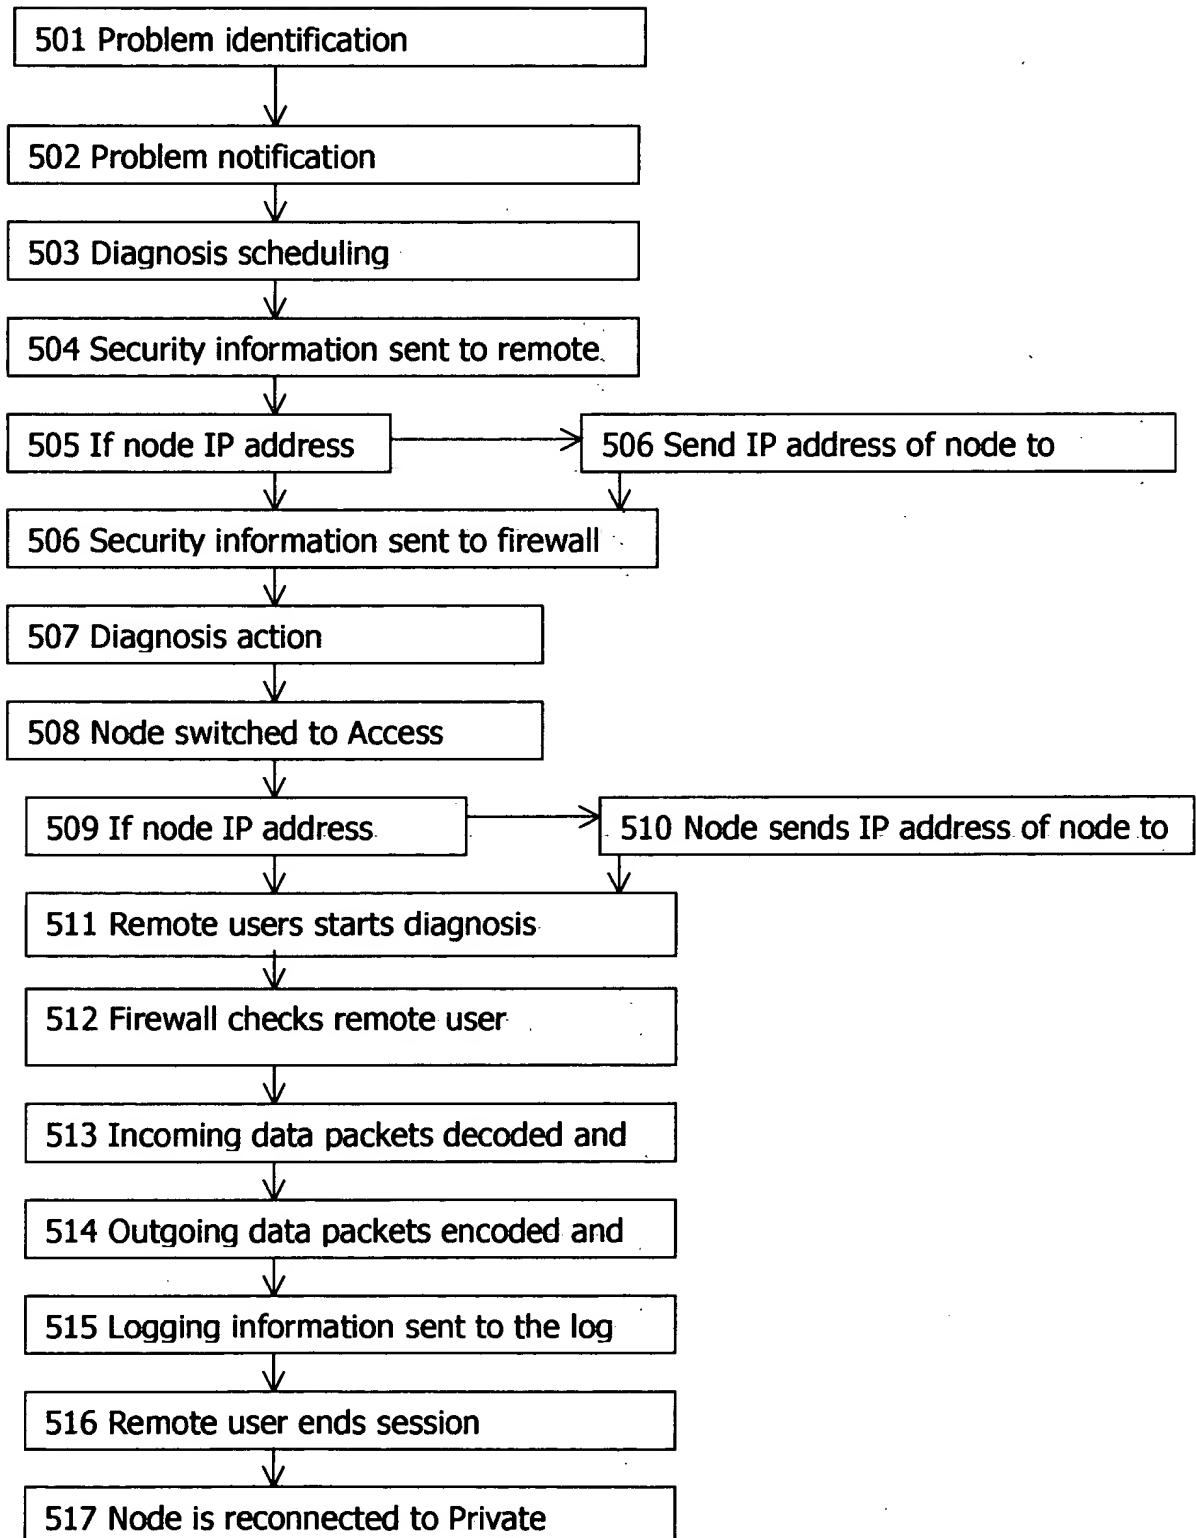 501 Problem identification
502 Problem notification
503 Diagnosis scheduling
504 Security information sent to remote
505 If node IP address
506 Send IP address of node to
506 Security information sent to firewall
507 Diagnosis action
508 Node switched to Access
509 If node IP address
510 Node sends IP address of node to
511 Remote users starts diagnosis
512 Firewall checks remote user
513 Incoming data packets decoded and
514 Outgoing data packets encoded and
515 Logging information sent to the log
516 Remote user ends session
517 Node is reconnected to Private